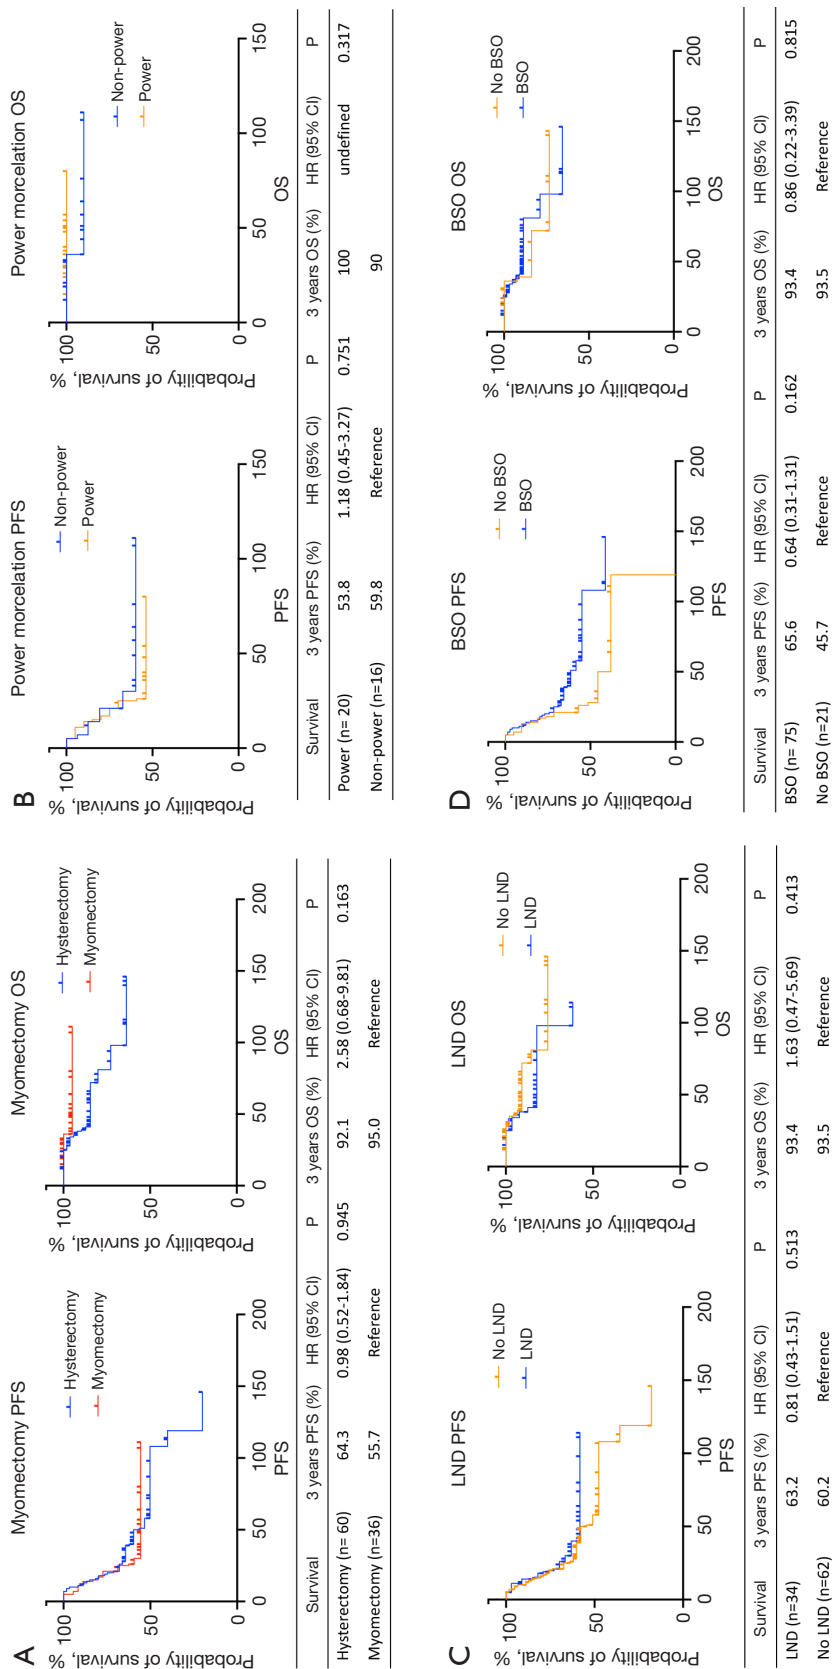 A
Myomectomy PFS
Probability of survival, %
100
50
0
0 50 100 150 200
PFS
Hysterectomy
Myomectomy
Myomectomy OS
Probability of survival, %
100
50
0
0 50 100 150 200
OS
Hysterectomy
Myomectomy
Survival 3 years PFS (%) HR (95% CI) P 3 years OS (%) HR (95% CI) P
Hysterectomy (n= 60) 64.3 0.98 (0.52-1.84) 0.945 92.1 2.58 (0.68-9.81) 0.163
Myomectomy (n=36) 55.7 Reference 95.0 Reference
B
Power morcelation PFS
Probability of survival, %
100
50
0
0 50 100 150
PFS
Non-power
Power
Power morcelation OS
Probability of survival, %
100
50
0
0 50 100 150
OS
Non-power
Power
Survival 3 years PFS (%) HR (95% CI) P 3 years OS (%) HR (95% CI) P
Power (n= 20) 53.8 1.18 (0.45-3.27) 0.751 100 undefined 0.317
Non-power (n=16) 59.8 Reference 90
C
LND PFS
Probability of survival, %
100
50
0
0 50 100 150 200
PFS
No LND
LND
LND OS
Probability of survival, %
100
50
0
0 50 100 150 200
OS
No LND
LND
Survival 3 years PFS (%) HR (95% CI) P 3 years OS (%) HR (95% CI) P
LND (n=34) 63.2 0.81 (0.43-1.51) 0.513 93.4 1.63 (0.47-5.69) 0.413
No LND (n=62) 60.2 Reference 93.5 Reference
D
BSO PFS
Probability of survival, %
100
50
0
0 50 100 150 200
PFS
No BSO
BSO
BSO OS
Probability of survival, %
100
50
0
0 50 100 150 200
OS
No BSO
BSO
Survival 3 years PFS (%) HR (95% CI) P 3 years OS (%) HR (95% CI) P
BSO (n= 75) 65.6 0.64 (0.31-1.31) 0.162 93.4 0.86 (0.22-3.39) 0.815
No BSO (n=21) 45.7 Reference 93.5 Reference